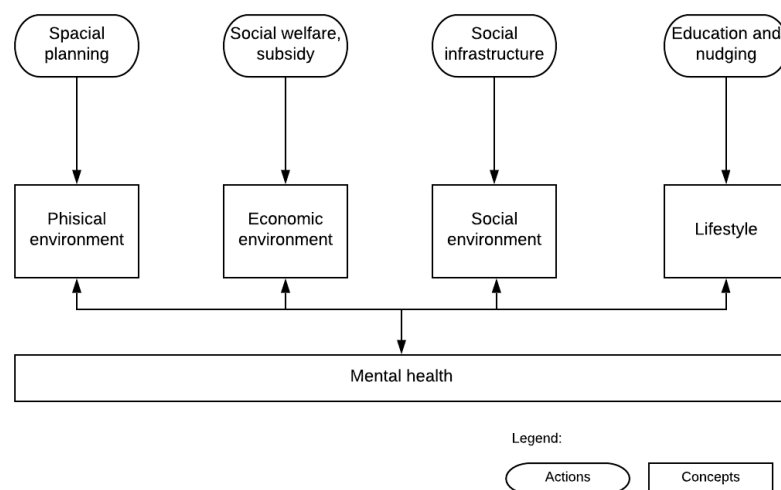 Spacial
planning
Social welfare,
subsidy
Social
infrastructure
Education and
nudging
Phisical
environment
Economic
environment
Social
environment
Lifestyle
Mental health
Legend:
Actions
Concepts